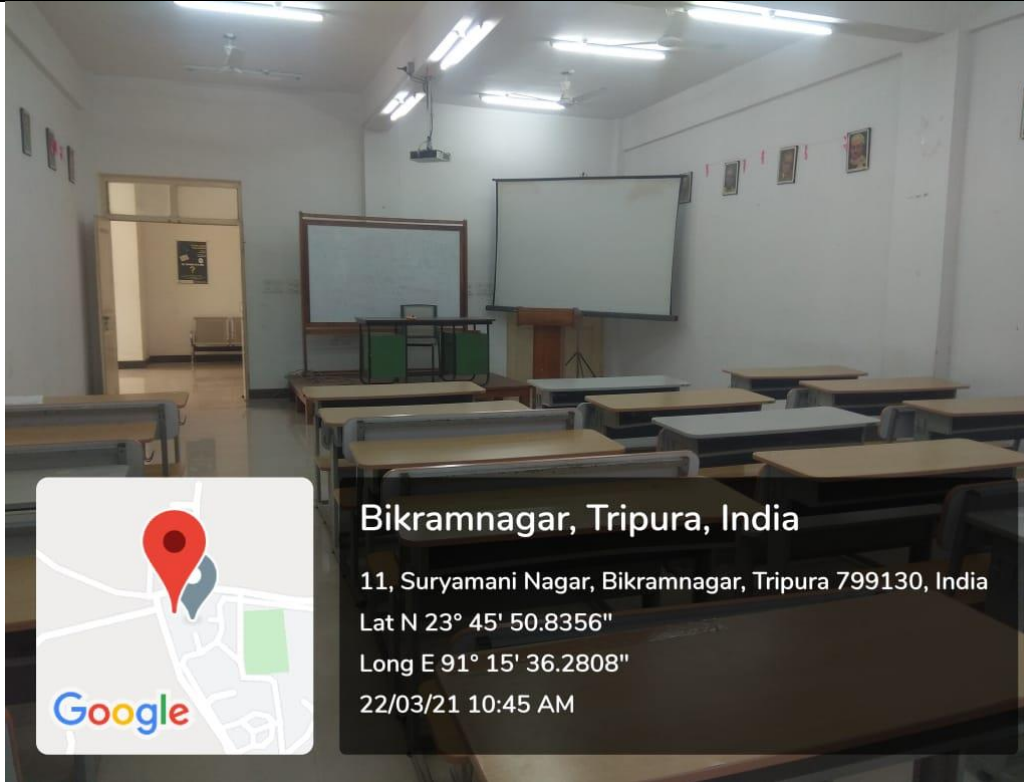 Bikramnagar, Tripura, India
11, Suryamani Nagar, Bikramnagar, Tripura 799130, India
Lat N 23° 45' 50.8356"
Long E 91° 15' 36.2808"
22/03/21 10:45 AM
Google